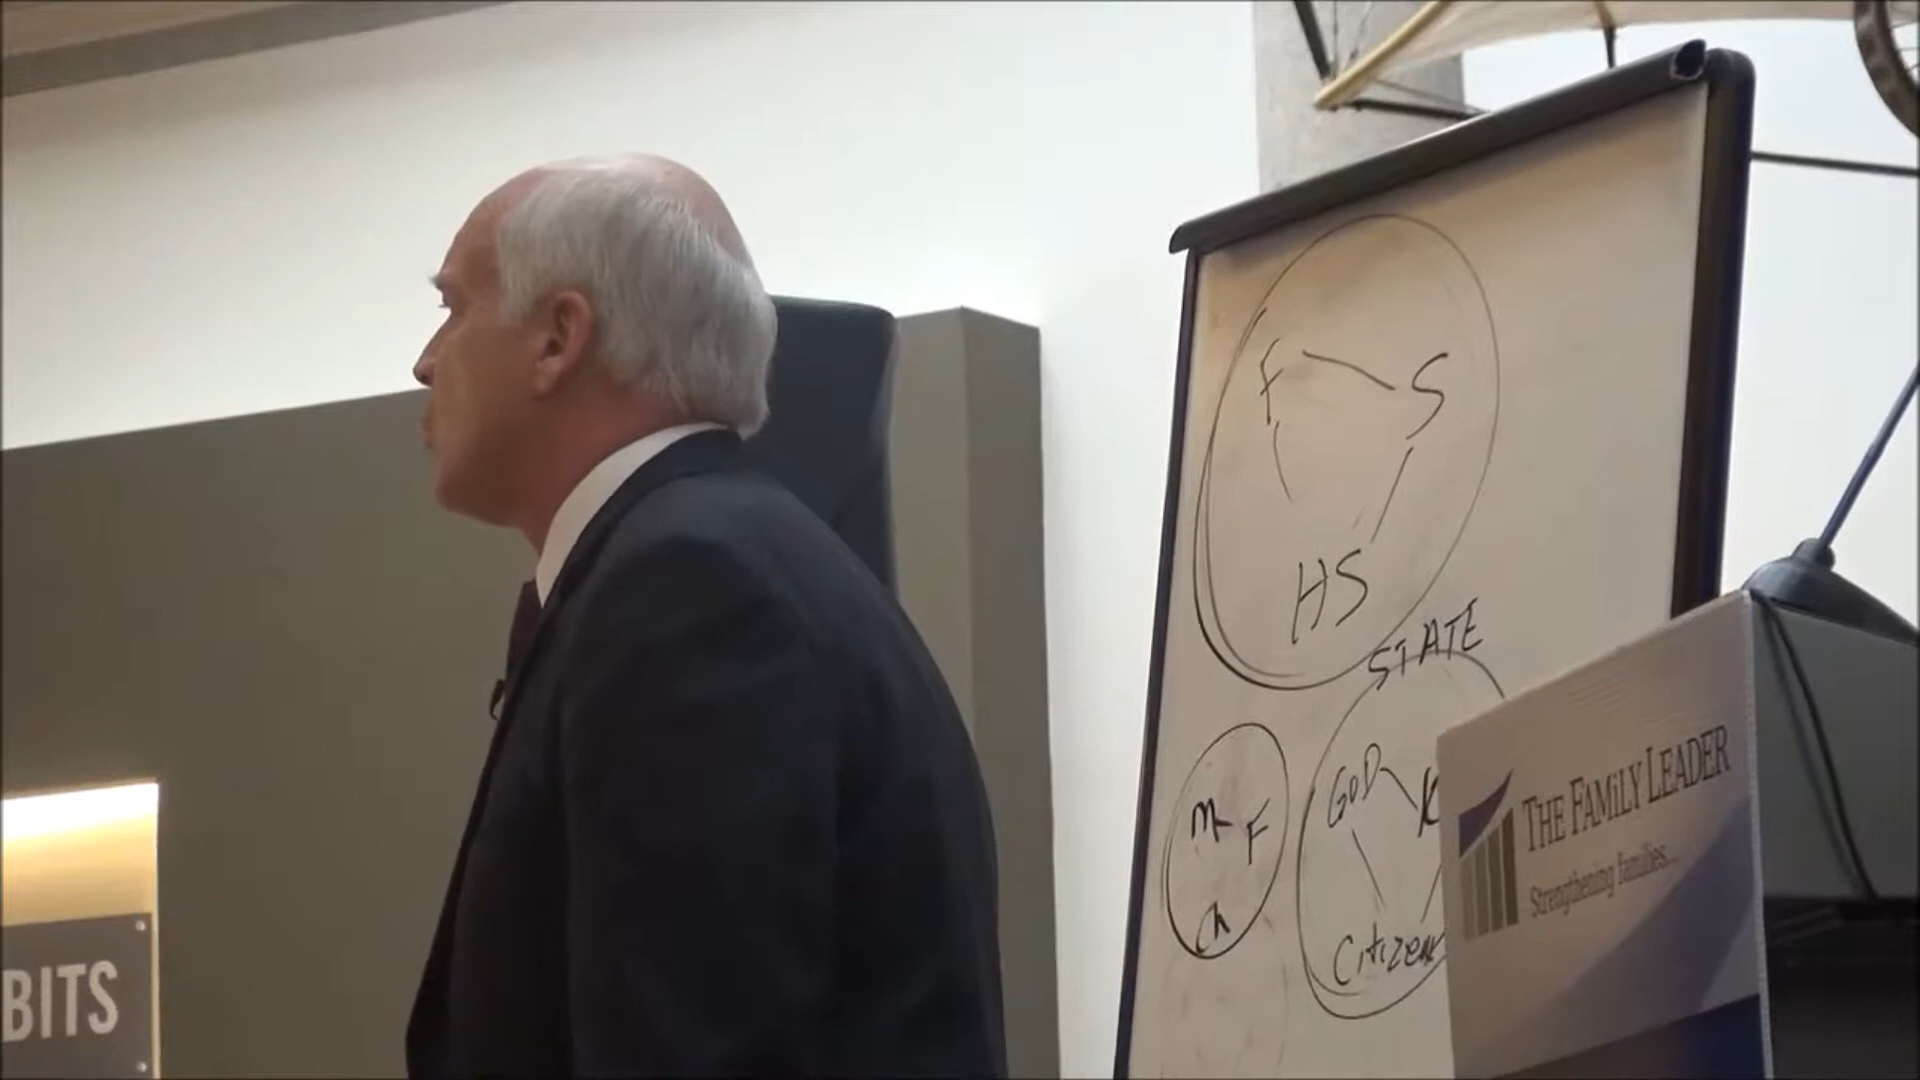 F S
HS
STATE
GOD K
M F
Ch
Citizen
THE FAMiLY LEADER
Strengthening families...
BITS